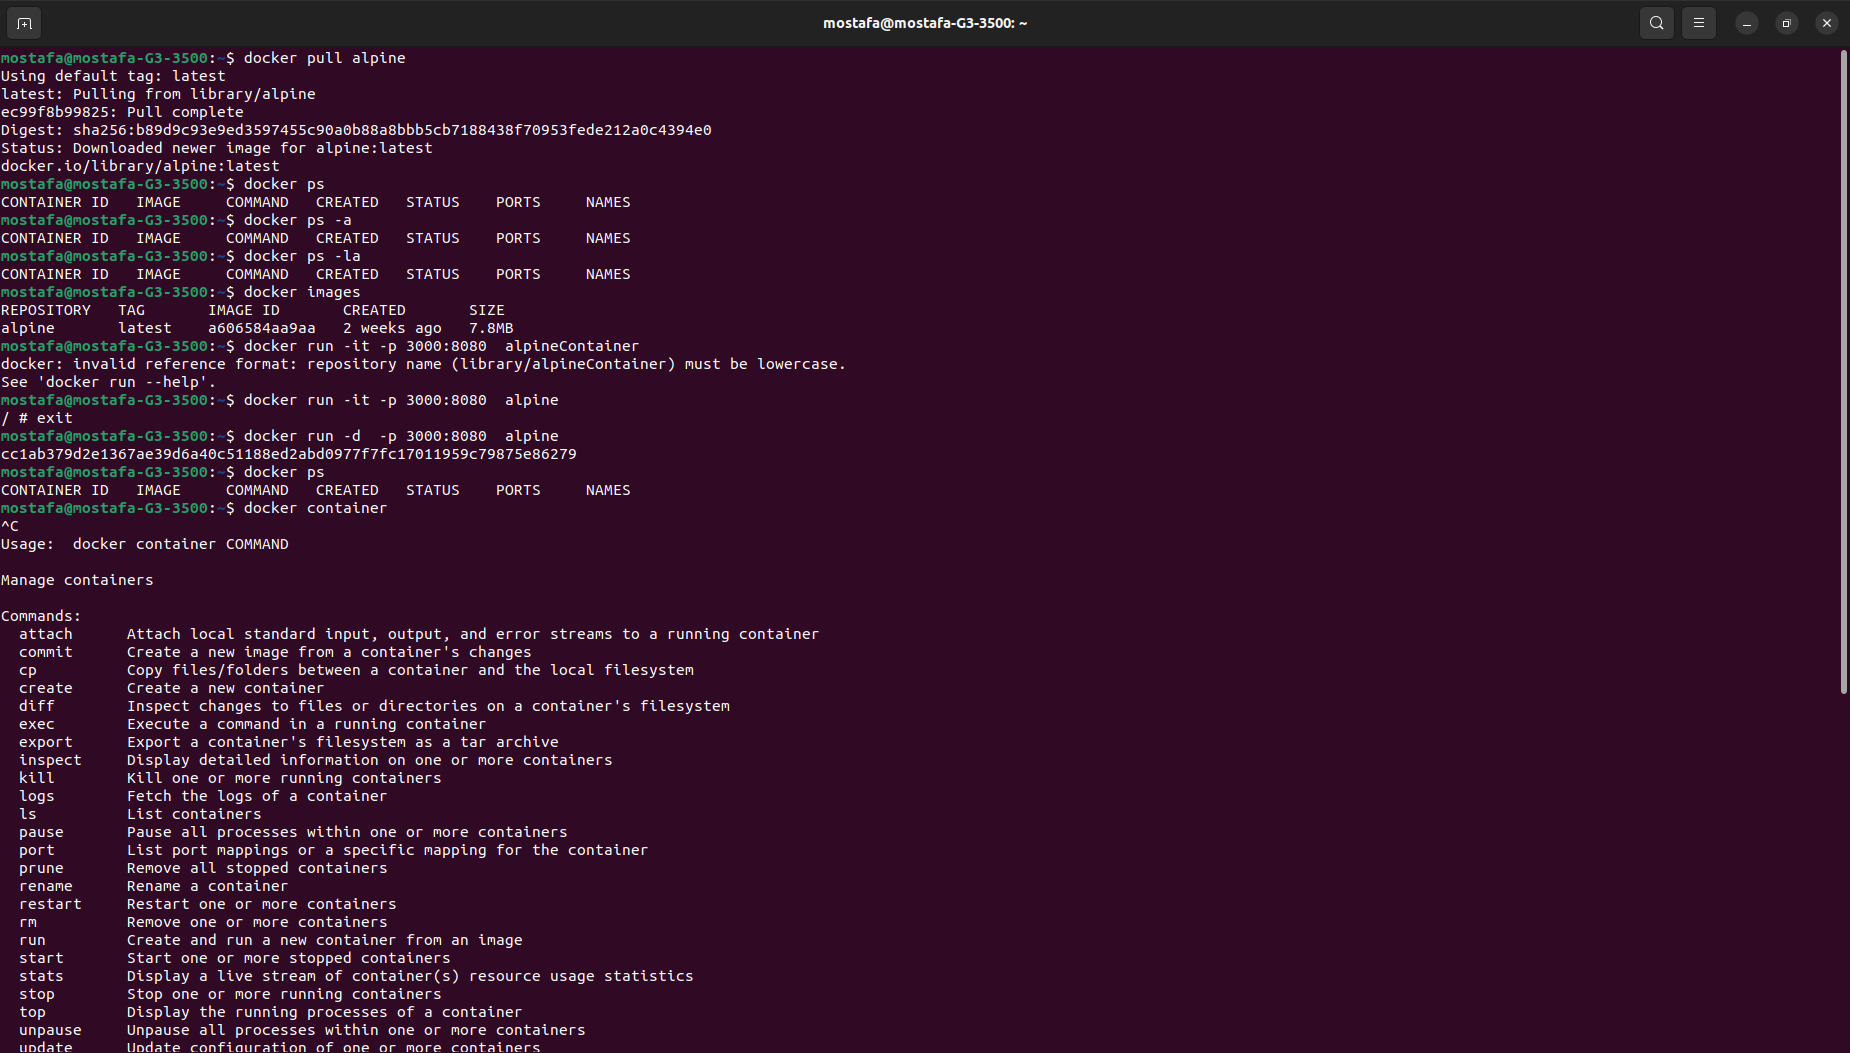 mostafa@mostafa-G3-3500: ~
mostafa@mostafa-G3-3500:~$ docker pull alpine
Using default tag: latest
latest: Pulling from library/alpine
ec99f8b99825: Pull complete
Digest: sha256:b89d9c93e9ed3597455c90a0b88a8bbb5cb7188438f70953fede212a0c4394e0
Status: Downloaded newer image for alpine:latest
docker.io/library/alpine:latest
mostafa@mostafa-G3-3500:~$ docker ps
CONTAINER ID   IMAGE     COMMAND   CREATED   STATUS    PORTS     NAMES
mostafa@mostafa-G3-3500:~$ docker ps -a
CONTAINER ID   IMAGE     COMMAND   CREATED   STATUS    PORTS     NAMES
mostafa@mostafa-G3-3500:~$ docker ps -la
CONTAINER ID   IMAGE     COMMAND   CREATED   STATUS    PORTS     NAMES
mostafa@mostafa-G3-3500:~$ docker images
REPOSITORY   TAG       IMAGE ID       CREATED       SIZE
alpine       latest    a606584aa9aa   2 weeks ago   7.8MB
mostafa@mostafa-G3-3500:~$ docker run -it -p 3000:8080  alpineContainer
docker: invalid reference format: repository name (library/alpineContainer) must be lowercase.
See 'docker run --help'.
mostafa@mostafa-G3-3500:~$ docker run -it -p 3000:8080  alpine
/ # exit
mostafa@mostafa-G3-3500:~$ docker run -d  -p 3000:8080  alpine
cc1ab379d2e1367ae39d6a40c51188ed2abd0977f7fc17011959c79875e86279
mostafa@mostafa-G3-3500:~$ docker ps
CONTAINER ID   IMAGE     COMMAND   CREATED   STATUS    PORTS     NAMES
mostafa@mostafa-G3-3500:~$ docker container
^C
Usage:  docker container COMMAND
Manage containers
Commands:
  attach      Attach local standard input, output, and error streams to a running container
  commit      Create a new image from a container's changes
  cp          Copy files/folders between a container and the local filesystem
  create      Create a new container
  diff        Inspect changes to files or directories on a container's filesystem
  exec        Execute a command in a running container
  export      Export a container's filesystem as a tar archive
  inspect     Display detailed information on one or more containers
  kill        Kill one or more running containers
  logs        Fetch the logs of a container
  ls          List containers
  pause       Pause all processes within one or more containers
  port        List port mappings or a specific mapping for the container
  prune       Remove all stopped containers
  rename      Rename a container
  restart     Restart one or more containers
  rm          Remove one or more containers
  run         Create and run a new container from an image
  start       Start one or more stopped containers
  stats       Display a live stream of container(s) resource usage statistics
  stop        Stop one or more running containers
  top         Display the running processes of a container
  unpause     Unpause all processes within one or more containers
  update      Update configuration of one or more containers